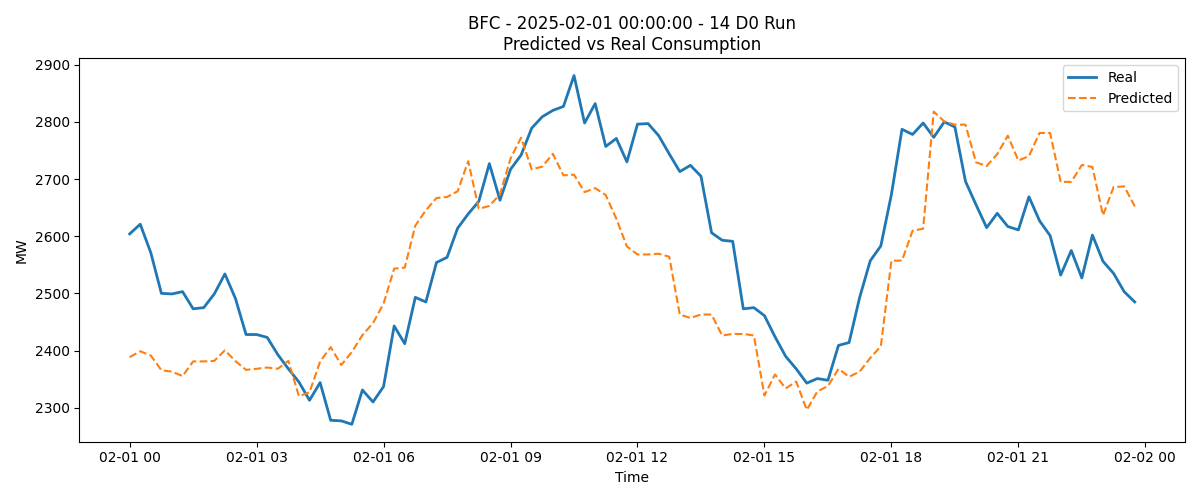 BFC - 2025-02-01 00:00:00 - 14 D0 Run
Predicted vs Real Consumption
2900
2800
2700
2600
2500
2400
2300
MW
Real
Predicted
02-01 00
02-01 03
02-01 06
02-01 09
02-01 12
02-01 15
02-01 18
02-01 21
02-02 00
Time